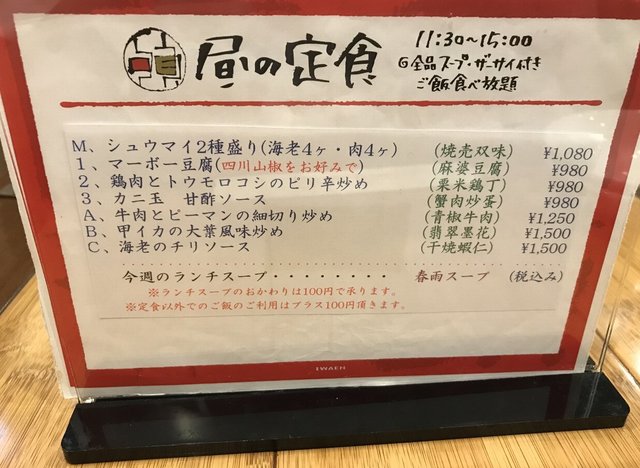 昼の定食
11:30〜15:00
◎全品スープ・ザーサイ付き
ご飯食べ放題
M、シュウマイ2種盛り(海老4ヶ・肉4ヶ) (焼売双味) ¥1,080
1、マーボー豆腐(四川山椒をお好みで) (麻婆豆腐) ¥980
2、鶏肉とトウモロコシのピリ辛炒め (粟米鶏丁) ¥980
3、カニ玉 甘酢ソース (蟹肉炒蛋) ¥980
A、牛肉とピーマンの細切り炒め (青椒牛肉) ¥1,250
B、甲イカの大葉風味炒め (翡翠墨花) ¥1,500
C、海老のチリソース (干焼蝦仁) ¥1,500
今週のランチスープ・・・・・・・・ 春雨スープ (税込み)
※ランチスープのおかわりは100円で承ります。
※定食以外でのご飯のご利用はプラス100円頂きます。
IWAEN